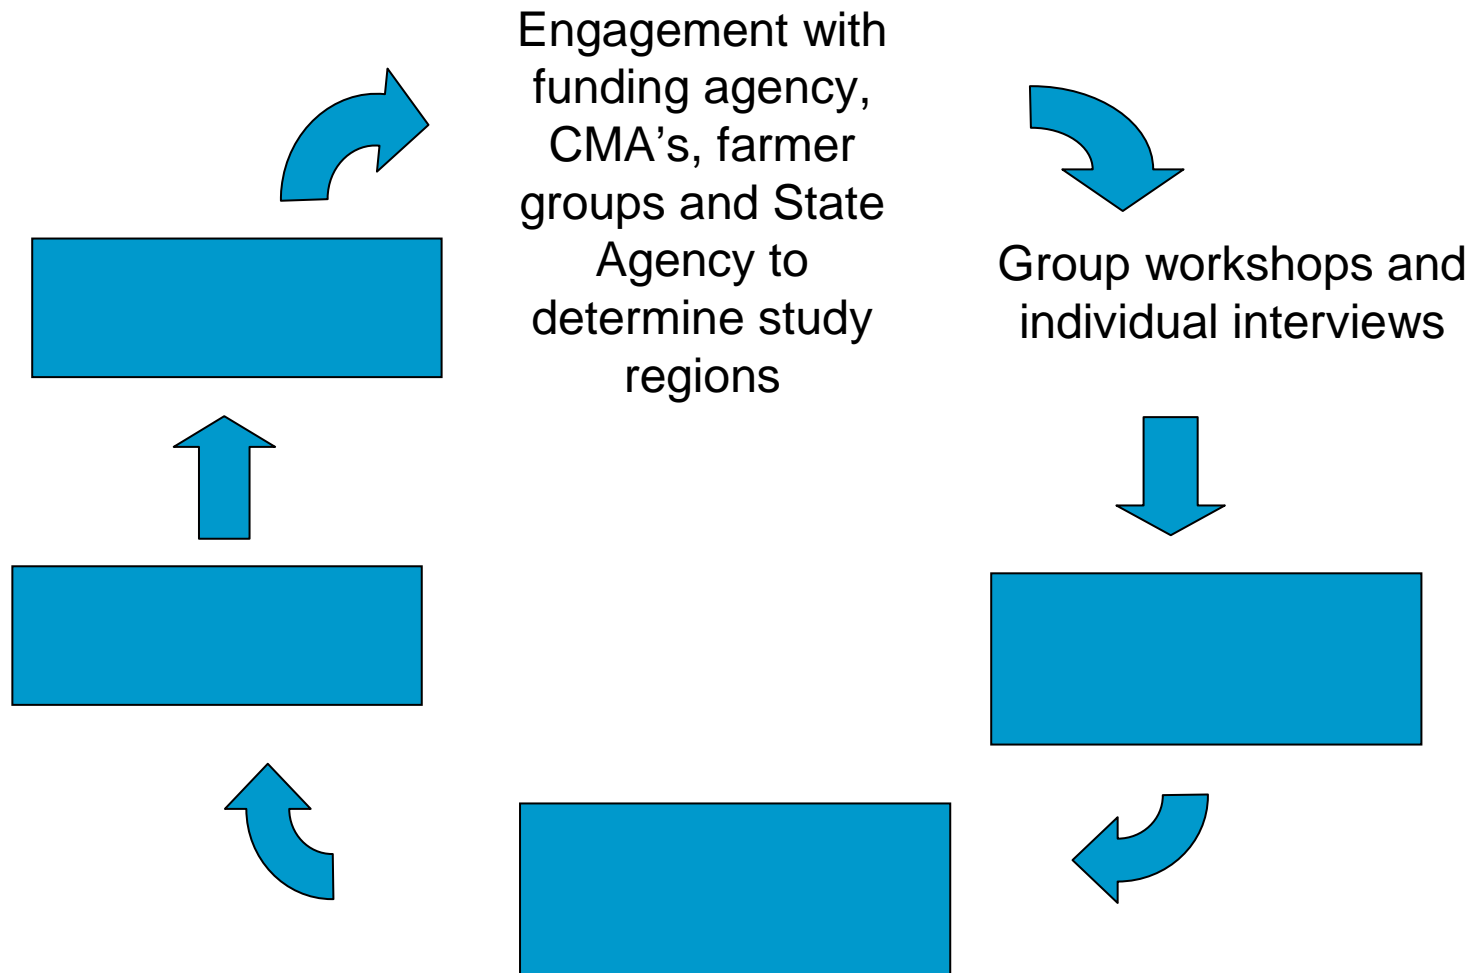 Engagement with
funding agency,
CMA’s, farmer
groups and State
Agency to
determine study
regions
Group workshops and
individual interviews